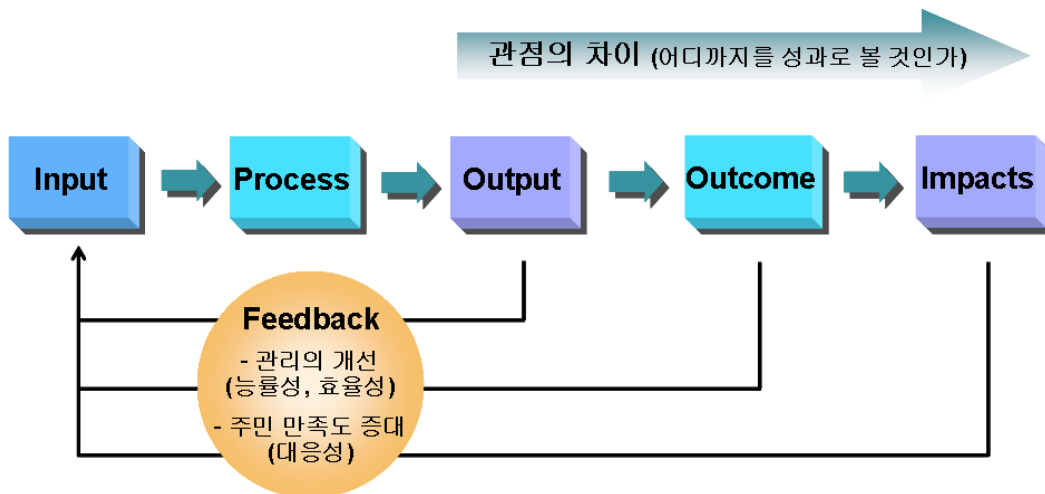 관점의 차이 (어디까지를 성과로 볼 것인가)
Input
Process
Output
Outcome
Impacts
Feedback
- 관리의 개선
(능률성, 효율성)
- 주민 만족도 증대
(대응성)